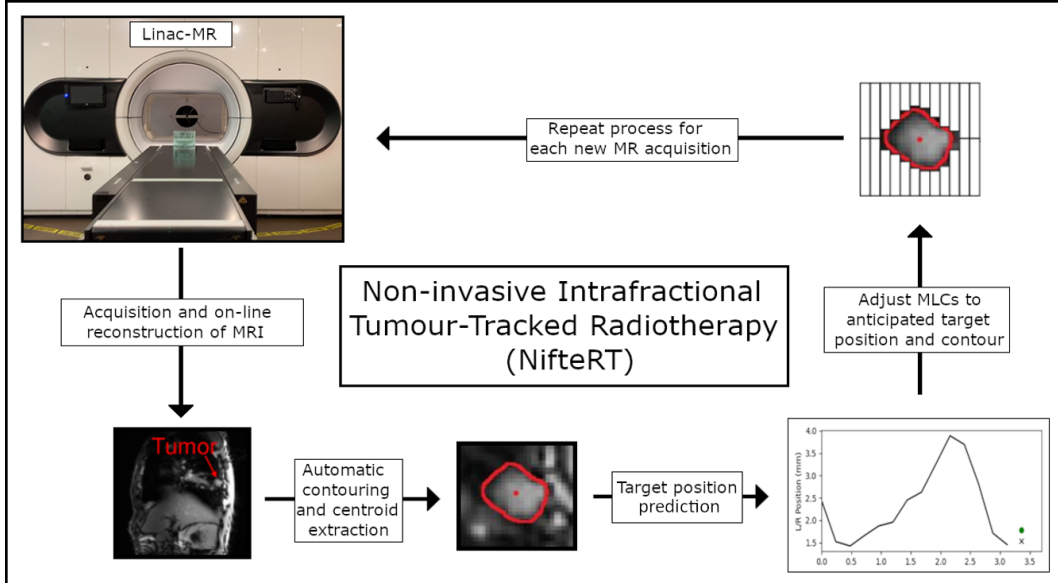 Linac-MR
Repeat process for
each new MR acquisition
Acquisition and on-line
reconstruction of MRI
Non-invasive Intrafractional
Tumour-Tracked Radiotherapy
(NifteRT)
Adjust MLCs to
anticipated target
position and contour
Tumor
Automatic
contouring
and centroid
extraction
Target position
prediction
L/R Position (mm)
4.0
3.5
3.0
2.5
2.0
1.5
0.0 0.5 1.0 1.5 2.0 2.5 3.0 3.5